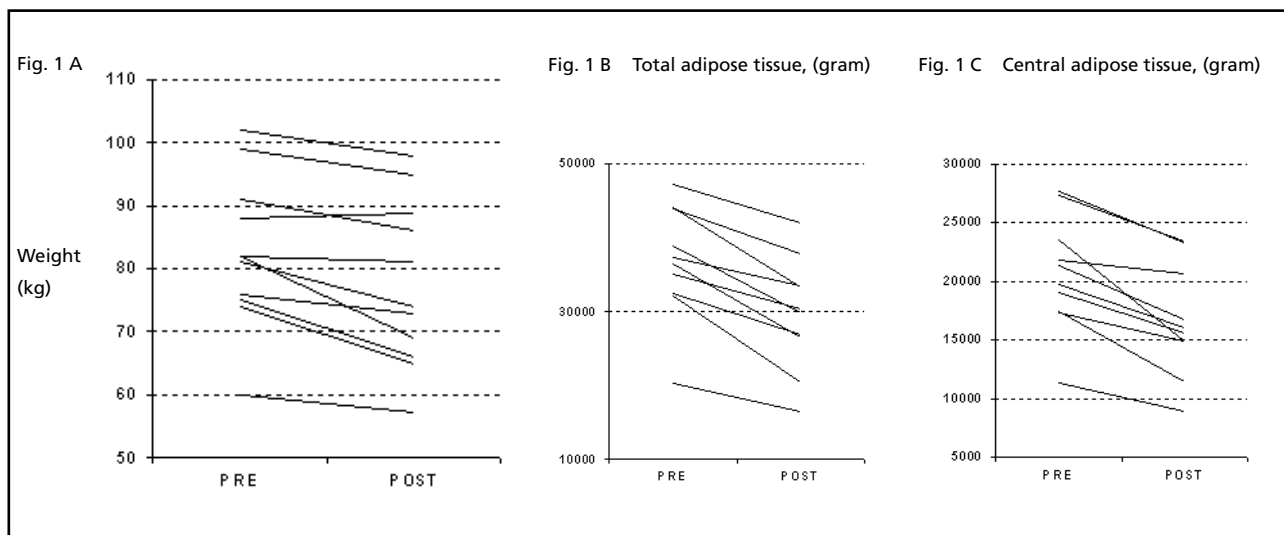 Fig. 1 A
110
100
90
80
70
60
50
Weight
(kg)
PRE POST
Fig. 1 B Total adipose tissue, (gram)
50000
30000
10000
PRE POST
Fig. 1 C Central adipose tissue, (gram)
30000
25000
20000
15000
10000
5000
PRE POST